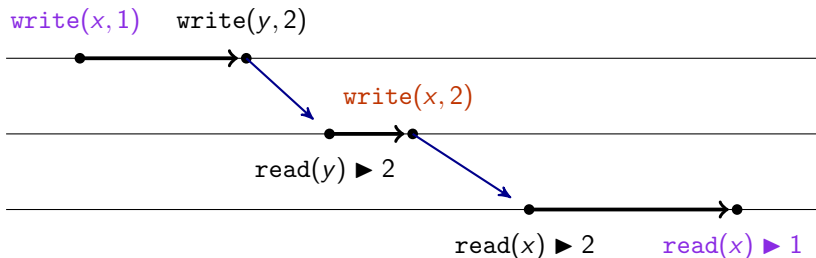 write(x, 1) write(y, 2)
write(x, 2)
read(y) ▶ 2
read(x) ▶ 2 read(x) ▶ 1